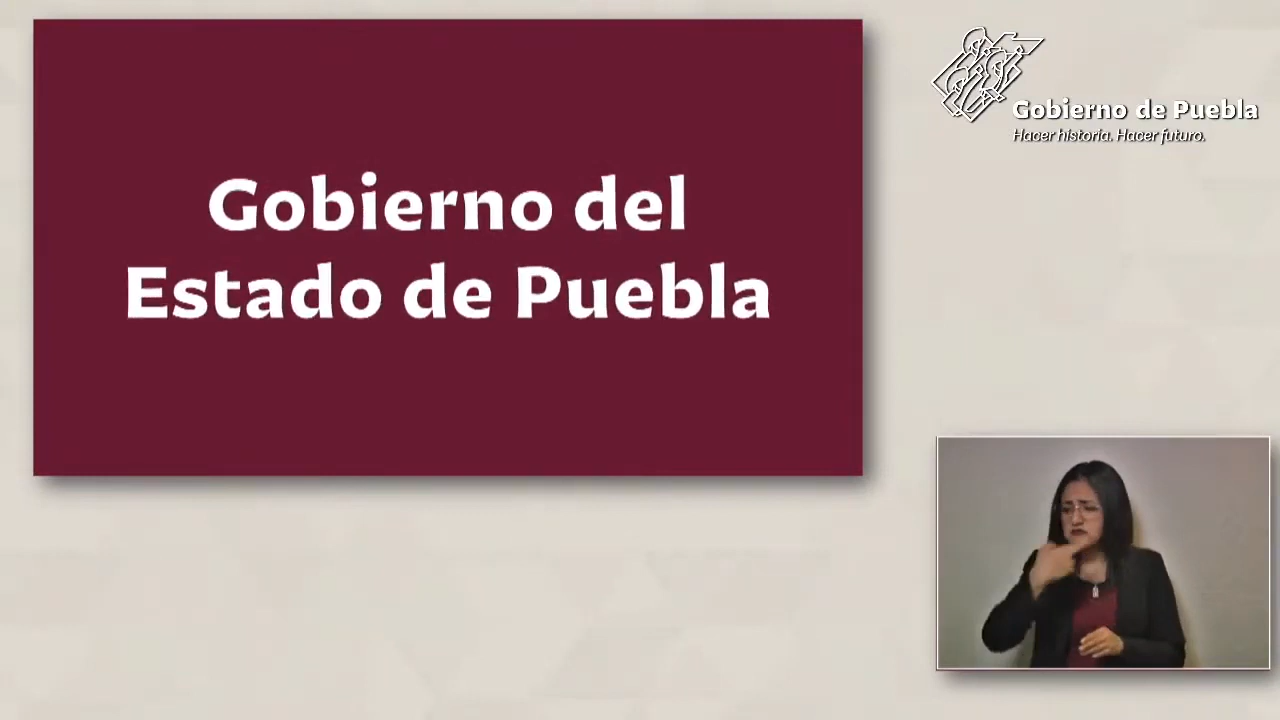 Gobierno del
Estado de Puebla
Gobierno de Puebla
Hacer historia. Hacer futuro.